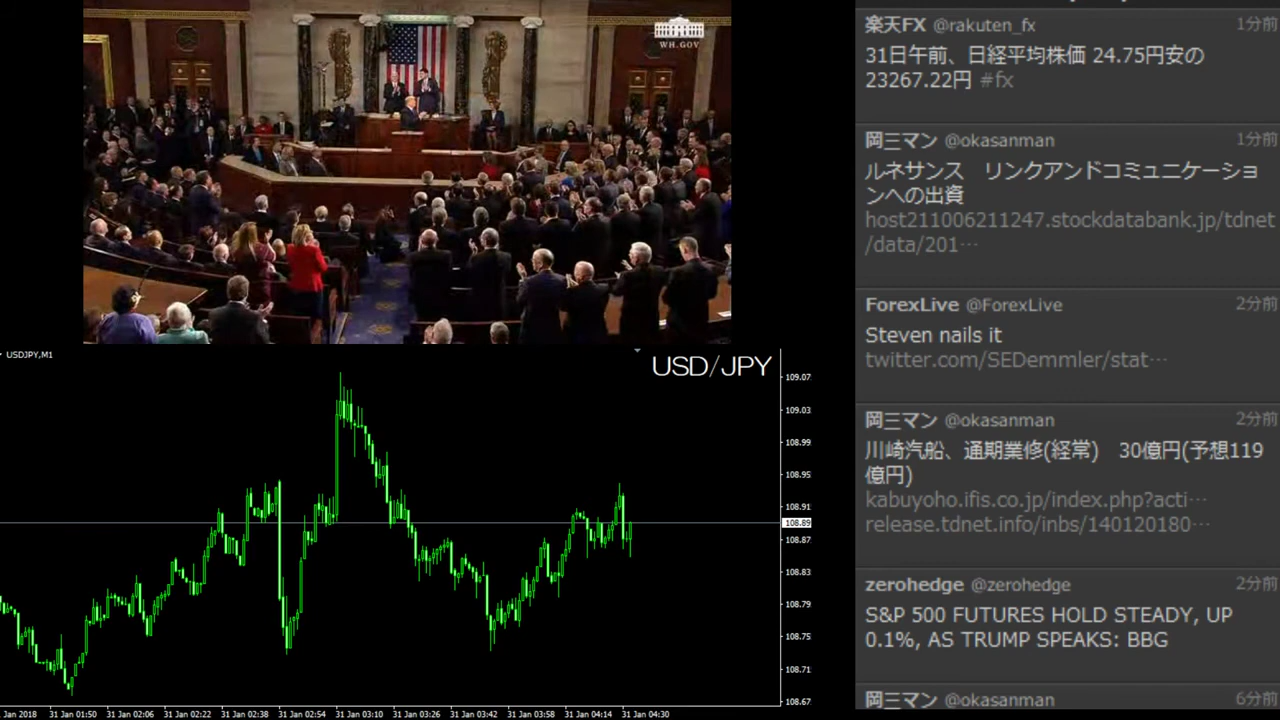 WH.GOV
USDJPY,M1
USD/JPY
109.07
109.03
108.99
108.95
108.91
108.89
108.87
108.83
108.79
108.75
108.71
108.67
Jan 2018
31 Jan 01:50
31 Jan 02:06
31 Jan 02:22
31 Jan 02:38
31 Jan 02:54
31 Jan 03:10
31 Jan 03:26
31 Jan 03:42
31 Jan 03:58
31 Jan 04:14
31 Jan 04:30
楽天FX @rakuten_fx 1分前
31日午前、日経平均株価 24.75円安の
23267.22円 #fx
岡三マン @okasanman 1分前
ルネサンス　リンクアンドコミュニケーショ
ンへの出資
host211006211247.stockdatabank.jp/tdnet
/data/201…
ForexLive @ForexLive 2分前
Steven nails it
twitter.com/SEDemmler/stat…
岡三マン @okasanman 2分前
川崎汽船、通期業修(経常)　30億円(予想119
億円)
kabuyoho.ifis.co.jp/index.php?acti…
release.tdnet.info/inbs/140120180…
zerohedge @zerohedge 2分前
S&P 500 FUTURES HOLD STEADY, UP
0.1%, AS TRUMP SPEAKS: BBG
岡三マン @okasanman 6分前